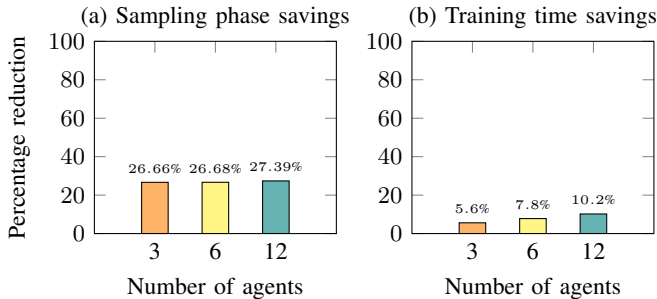 (a) Sampling phase savings
Percentage reduction
100
80
60
40
20
0
26.66% 26.68% 27.39%
3 6 12
Number of agents
(b) Training time savings
100
80
60
40
20
0
5.6% 7.8% 10.2%
3 6 12
Number of agents